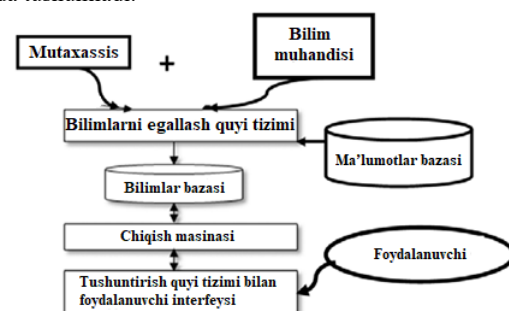 Mutaxassis
+
Bilim
muhandisi
Bilimlarni egallash quyi tizimi
Ma’lumotlar bazasi
Bilimlar bazasi
Chiqish masinasi
Foydalanuvchi
Tushuntirish quyi tizimi bilan
foydalanuvchi interfeysi